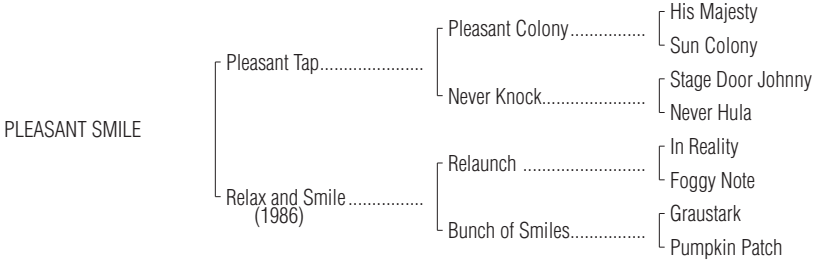 His Majesty
Pleasant Colony................
Sun Colony
Pleasant Tap......................
Stage Door Johnny
Never Knock......................
Never Hula
PLEASANT SMILE
In Reality
Relaunch ..........................
Foggy Note
Relax and Smile................
(1986)
Graustark
Bunch of Smiles................
Pumpkin Patch